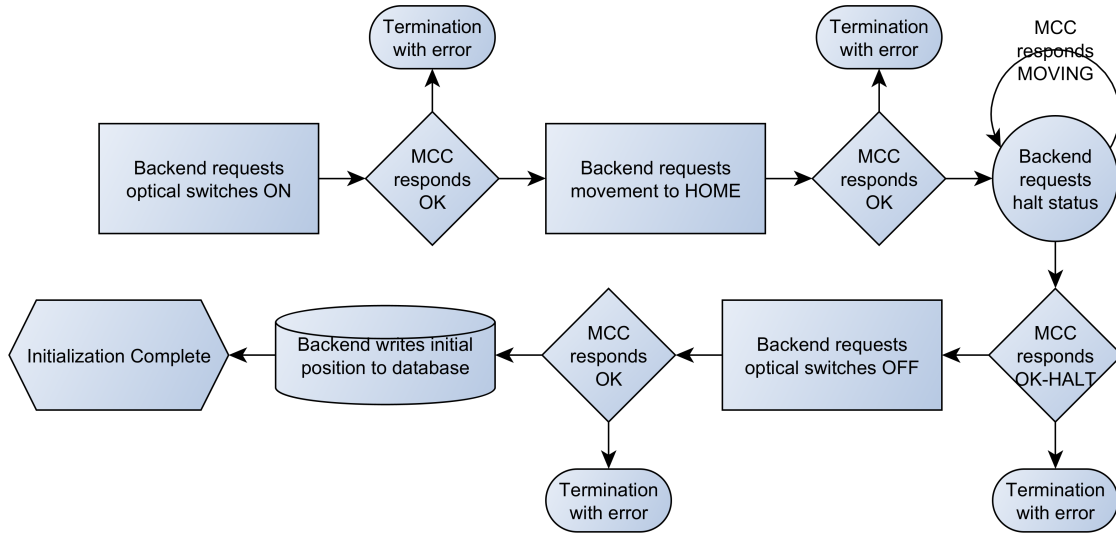 Termination
with error
Termination
with error
MCC
responds
MOVING
Backend requests
optical switches ON
MCC
responds
OK
Backend requests
movement to HOME
MCC
responds
OK
Backend
requests
halt status
Initialization Complete
Backend writes initial
position to database
MCC
responds
OK
Backend requests
optical switches OFF
MCC
responds
OK-HALT
Termination
with error
Termination
with error